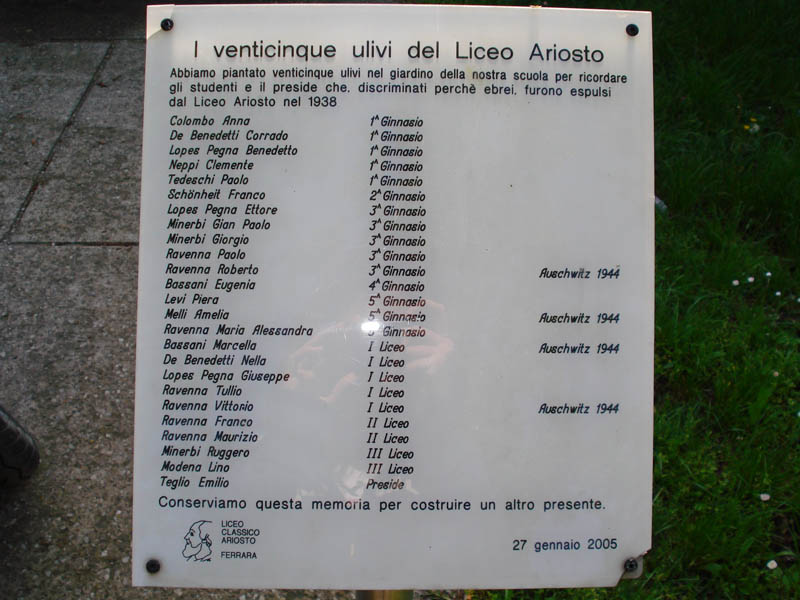 I venticinque ulivi del Liceo Ariosto
Abbiamo piantato venticinque ulivi nel giardino della nostra scuola per ricordare
gli studenti e il preside che, discriminati perchè ebrei, furono espulsi
dal Liceo Ariosto nel 1938
Colombo Anna 1^ Ginnasio
De Benedetti Corrado 1^ Ginnasio
Lopes Pegna Benedetto 1^ Ginnasio
Neppi Clemente 1^ Ginnasio
Tedeschi Paolo 1^ Ginnasio
Schönheit Franco 2^ Ginnasio
Lopes Pegna Ettore 3^ Ginnasio
Minerbi Gian Paolo 3^ Ginnasio
Minerbi Giorgio 3^ Ginnasio
Ravenna Paolo 3^ Ginnasio
Ravenna Roberto 3^ Ginnasio Auschwitz 1944
Bassani Eugenia 4^ Ginnasio
Levi Piera 5^ Ginnasio
Melli Amelia 5^ Ginnasio Auschwitz 1944
Ravenna Maria Alessandra 5^ Ginnasio
Bassani Marcella I Liceo Auschwitz 1944
De Benedetti Nella I Liceo
Lopes Pegna Giuseppe I Liceo
Ravenna Tullio I Liceo
Ravenna Vittorio I Liceo Auschwitz 1944
Ravenna Franco II Liceo
Ravenna Maurizio II Liceo
Minerbi Ruggero III Liceo
Modena Lino III Liceo
Teglio Emilio Preside
Conserviamo questa memoria per costruire un altro presente.
LICEO
CLASSICO
ARIOSTO
FERRARA
27 gennaio 2005